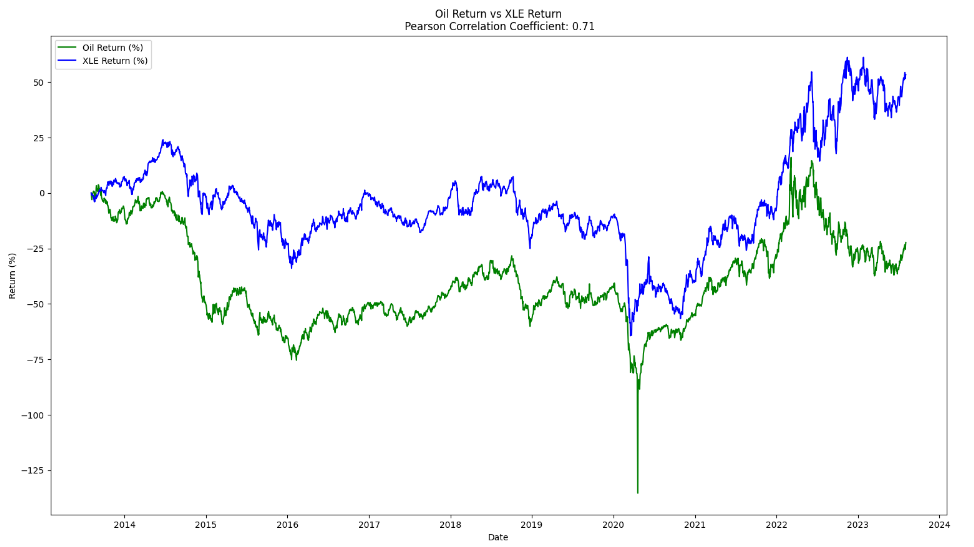 Oil Return vs XLE Return
Pearson Correlation Coefficient: 0.71
Oil Return (%)
XLE Return (%)
50
25
0
−25
−50
−75
−100
−125
Return (%)
2014 2015 2016 2017 2018 2019 2020 2021 2022 2023 2024
Date